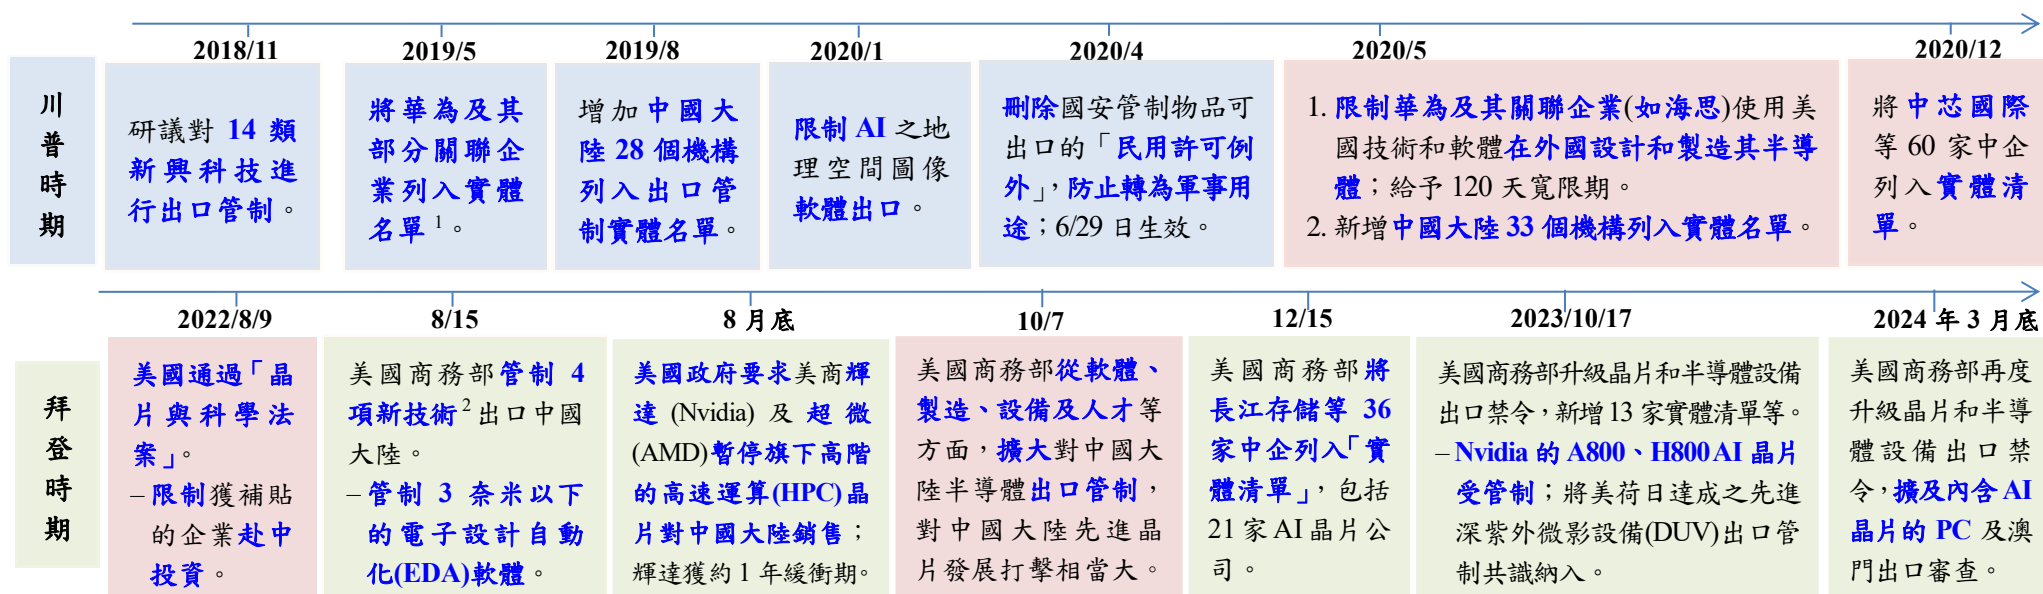 2018/11
2019/5
2019/8
2020/1
2020/4
2020/5
2020/12
川
普
時
期
研議對 14 類
新興科技進
行出口管制。
將華為及其
部分關聯企
業列入實體
名單1。
增加中國大
陸 28 個機構
列入出口管
制實體名單。
限制 AI 之地
理空間圖像
軟體出口。
刪除國安管制物品可
出口的「民用許可例
外」,防止轉為軍事用
途;6/29 日生效。
1. 限制華為及其關聯企業(如海思)使用美
國技術和軟體在外國設計和製造其半導
體;給予 120 天寬限期。
2. 新增中國大陸 33 個機構列入實體名單。
將中芯國際
等 60 家中企
列入實體清
單。
2022/8/9
8/15
8 月底
10/7
12/15
2023/10/17
2024 年 3 月底
拜
登
時
期
美國通過「晶
片與科學法
案」。
–限制獲補貼
的企業赴中
投資。
美國商務部管制 4
項新技術2出口中國
大陸。
–管制 3 奈米以下
的電子設計自動
化(EDA)軟體。
美國政府要求美商輝
達 (Nvidia) 及 超微
(AMD)暫停旗下高階
的高速運算(HPC)晶
片對中國大陸銷售;
輝達獲約 1 年緩衝期。
美國商務部從軟體、
製造、設備及人才等
方面,擴大對中國大
陸半導體出口管制,
對中國大陸先進晶
片發展打擊相當大。
美國商務部將
長江存儲等 36
家中企列入「實
體清單」,包括
21 家 AI 晶片公
司。
美國商務部升級晶片和半導體設備
出口禁令,新增 13 家實體清單等。
–Nvidia 的 A800、H800 AI 晶片
受管制;將美荷日達成之先進
深紫外微影設備(DUV)出口管
制共識納入。
美國商務部再度
升級晶片和半導
體設備出口禁
令,擴及內含 AI
晶片的 PC 及澳
門出口審查。